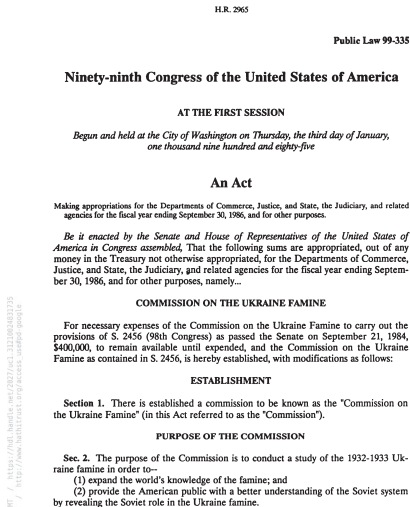 H.R. 2965
Public Law 99-335
Ninety-ninth Congress of the United States of America
AT THE FIRST SESSION
Begun and held at the City of Washington on Thursday, the third day of January,
one thousand nine hundred and eighty-five
An Act
Making appropriations for the Departments of Commerce, Justice, and State, the Judiciary, and related
agencies for the fiscal year ending September 30, 1986, and for other purposes.
Be it enacted by the Senate and House of Representatives of the United States of
America in Congress assembled, That the following sums are appropriated, out of any
money in the Treasury not otherwise appropriated, for the Departments of Commerce,
Justice, and State, the Judiciary, and related agencies for the fiscal year ending Septem-
ber 30, 1986, and for other purposes, namely...
COMMISSION ON THE UKRAINE FAMINE
For necessary expenses of the Commission on the Ukraine Famine to carry out the
provisions of S. 2456 (98th Congress) as passed the Senate on September 21, 1984,
$400,000, to remain available until expended, and the Commission on the Ukraine
Famine as contained in S. 2456, is hereby established, with modifications as follows:
ESTABLISHMENT
Section 1. There is established a commission to be known as the "Commission on
the Ukraine Famine" (in this Act referred to as the "Commission").
PURPOSE OF THE COMMISSION
Sec. 2. The purpose of the Commission is to conduct a study of the 1932-1933 Uk-
raine famine in order to--
(1) expand the world's knowledge of the famine; and
(2) provide the American public with a better understanding of the Soviet system
by revealing the Soviet role in the Ukraine famine.